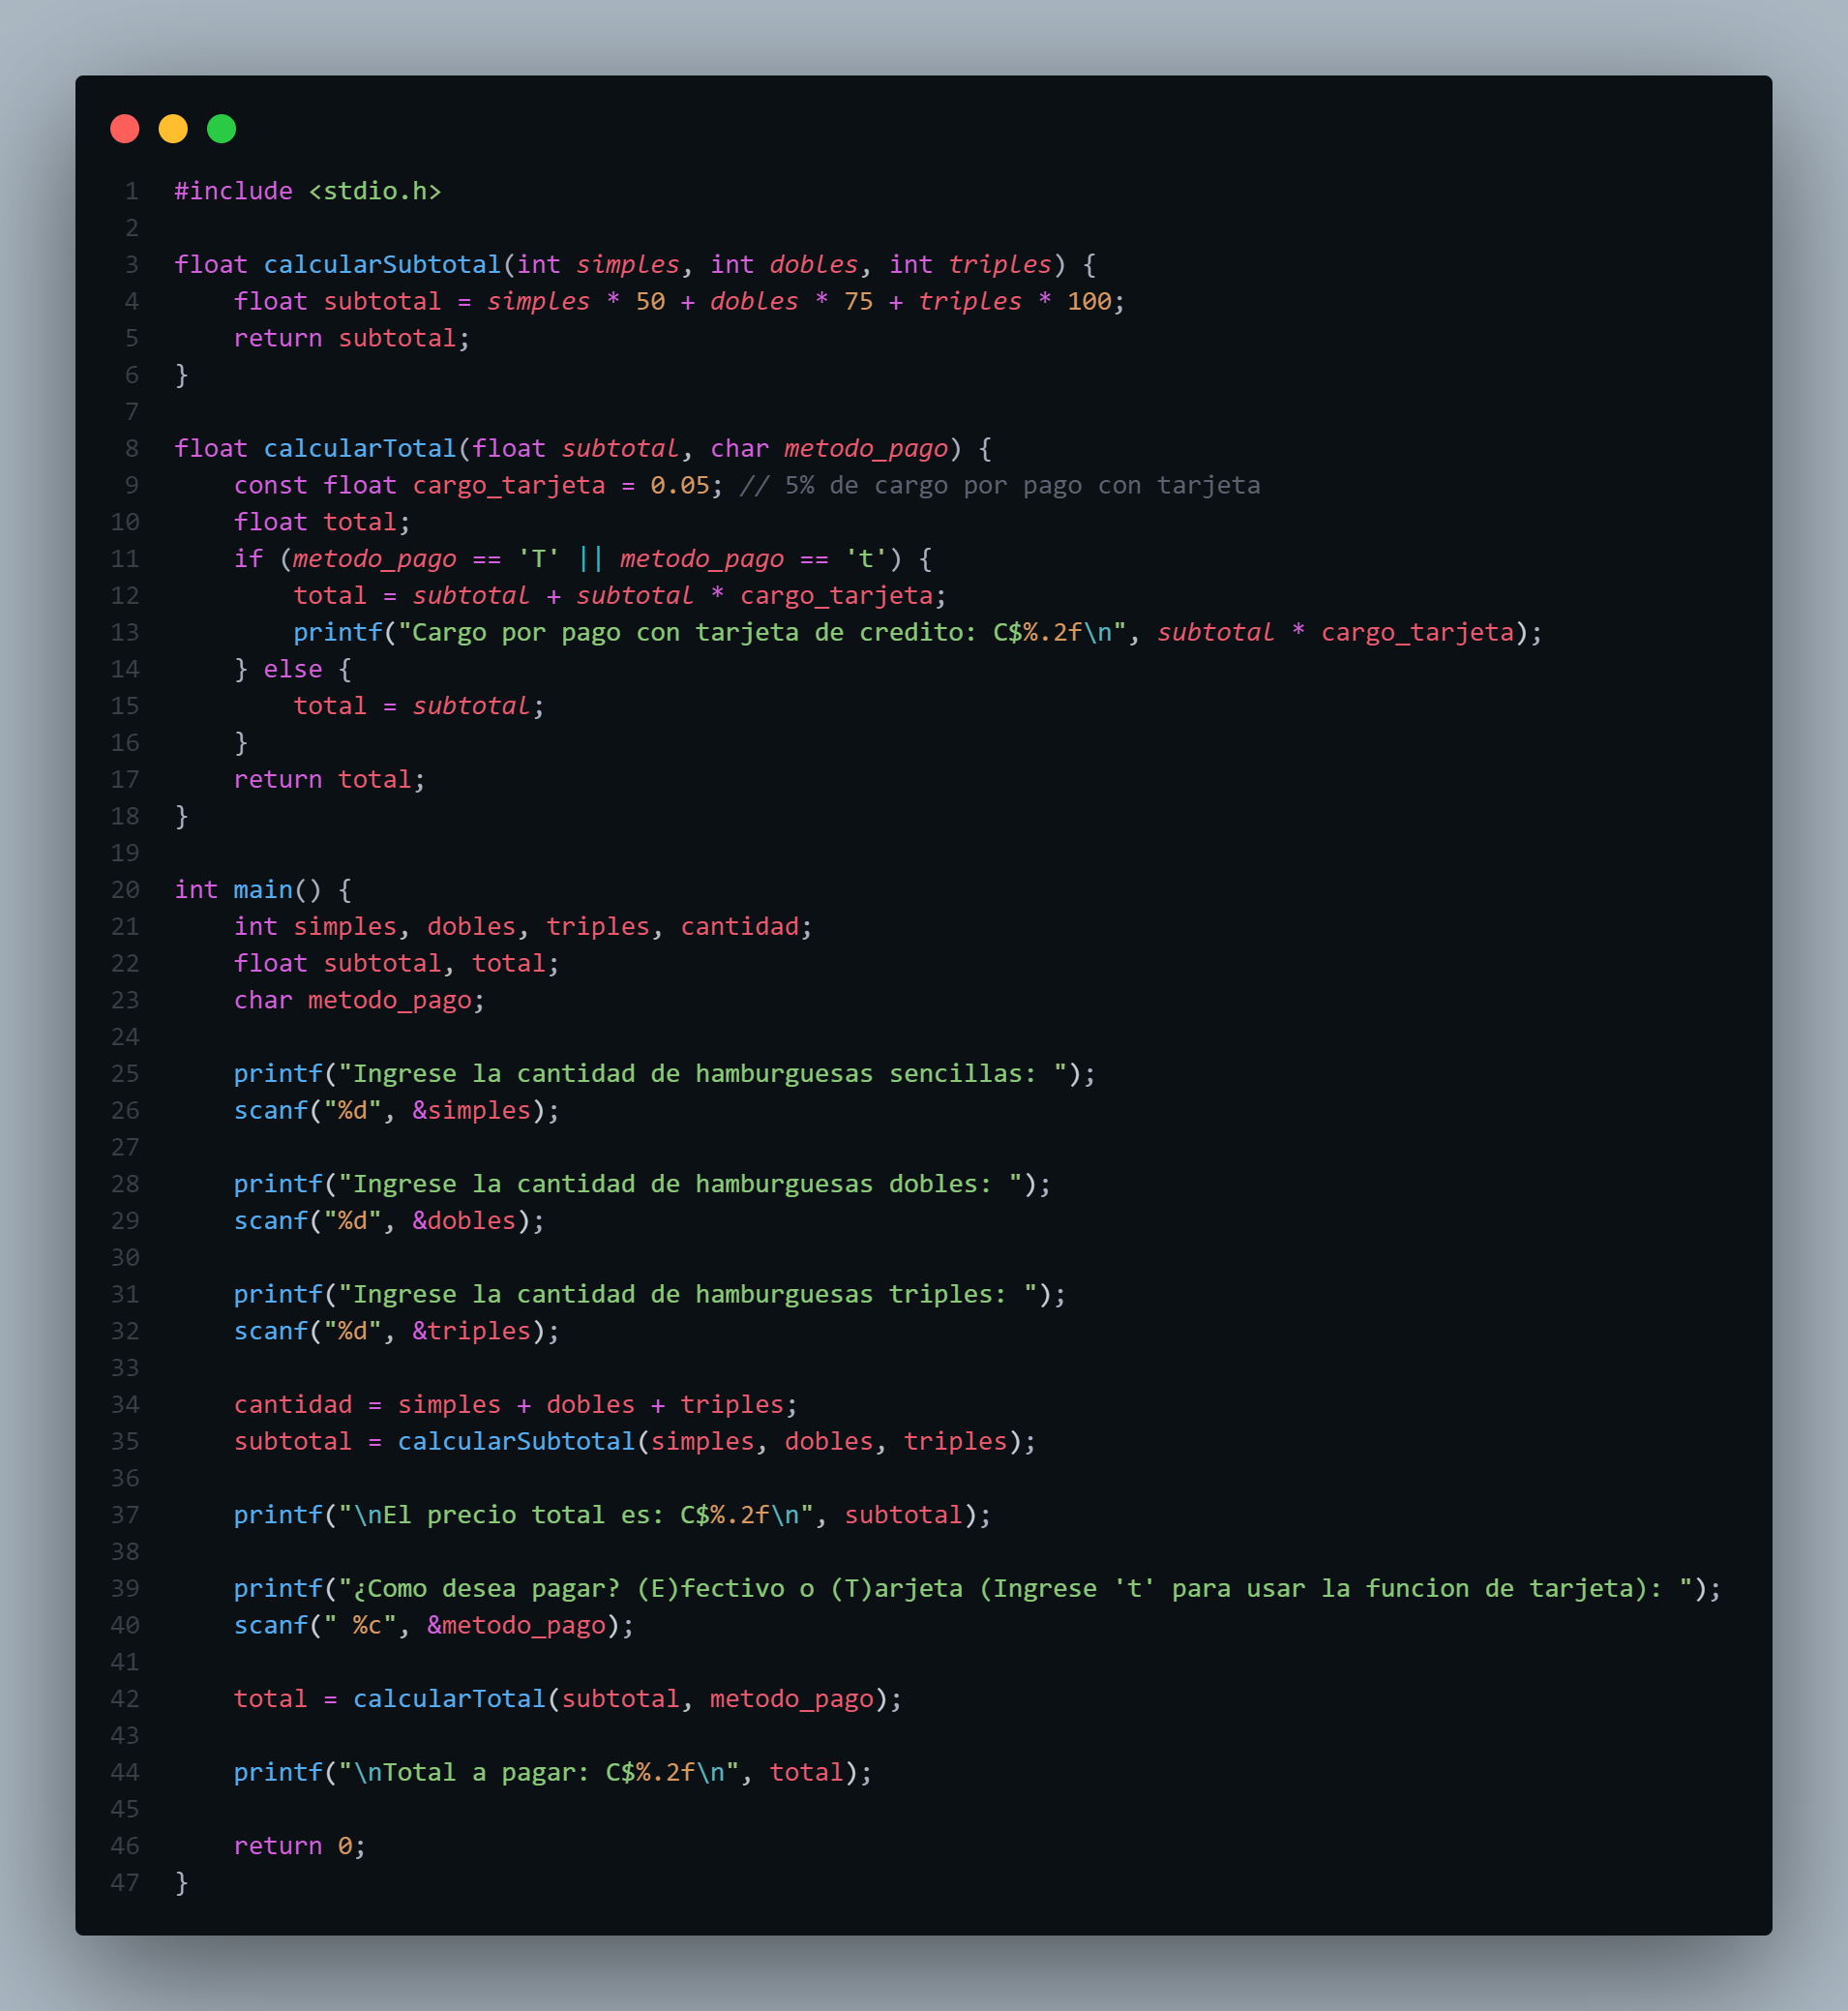 1 #include <stdio.h>
2
3 float calcularSubtotal(int simples, int dobles, int triples) {
4     float subtotal = simples * 50 + dobles * 75 + triples * 100;
5     return subtotal;
6 }
7
8 float calcularTotal(float subtotal, char metodo_pago) {
9     const float cargo_tarjeta = 0.05; // 5% de cargo por pago con tarjeta
10     float total;
11     if (metodo_pago == 'T' || metodo_pago == 't') {
12         total = subtotal + subtotal * cargo_tarjeta;
13         printf("Cargo por pago con tarjeta de credito: C$%.2f\n", subtotal * cargo_tarjeta);
14     } else {
15         total = subtotal;
16     }
17     return total;
18 }
19
20 int main() {
21     int simples, dobles, triples, cantidad;
22     float subtotal, total;
23     char metodo_pago;
24
25     printf("Ingrese la cantidad de hamburguesas sencillas: ");
26     scanf("%d", &simples);
27
28     printf("Ingrese la cantidad de hamburguesas dobles: ");
29     scanf("%d", &dobles);
30
31     printf("Ingrese la cantidad de hamburguesas triples: ");
32     scanf("%d", &triples);
33
34     cantidad = simples + dobles + triples;
35     subtotal = calcularSubtotal(simples, dobles, triples);
36
37     printf("\nEl precio total es: C$%.2f\n", subtotal);
38
39     printf("¿Como desea pagar? (E)fectivo o (T)arjeta (Ingrese 't' para usar la funcion de tarjeta): ");
40     scanf(" %c", &metodo_pago);
41
42     total = calcularTotal(subtotal, metodo_pago);
43
44     printf("\nTotal a pagar: C$%.2f\n", total);
45
46     return 0;
47 }